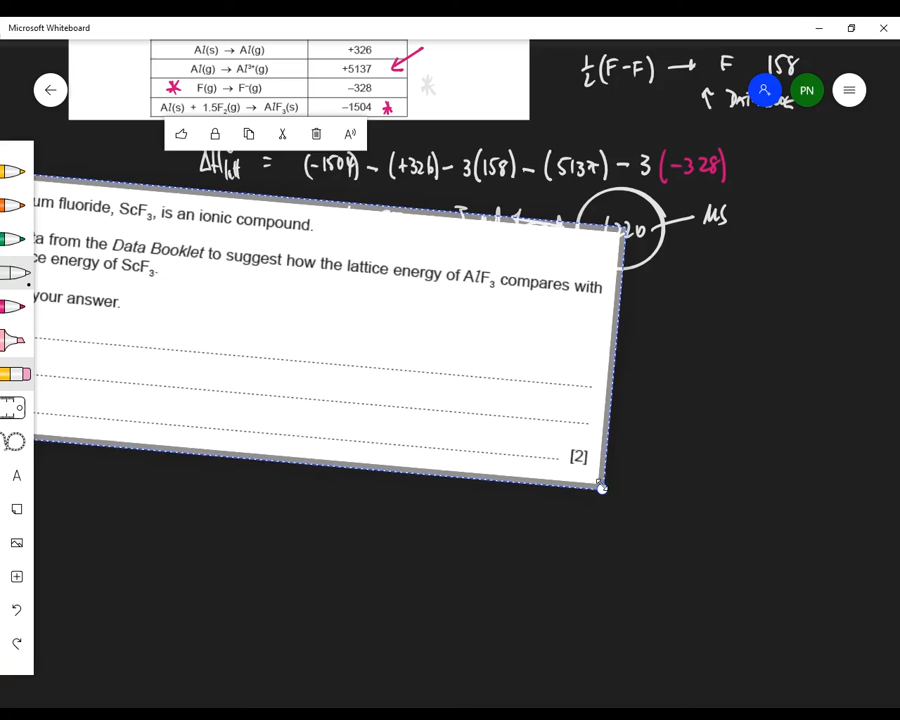 Microsoft Whiteboard
Al(s) → Al(g) +326
Al(g) → Al³⁺(g) +5137
* F(g) → F⁻(g) –328
Al(s) + 1.5F₂(g) → AlF₃(s) –1504 *
½(F–F) → F 158
PN
ΔH latt = (-1504) – (+326) – 3(158) – (5137) – 3(-328)
MS
um fluoride, ScF₃, is an ionic compound.
ta from the Data Booklet to suggest how the lattice energy of AlF₃ compares with
ce energy of ScF₃.
your answer.
[2]